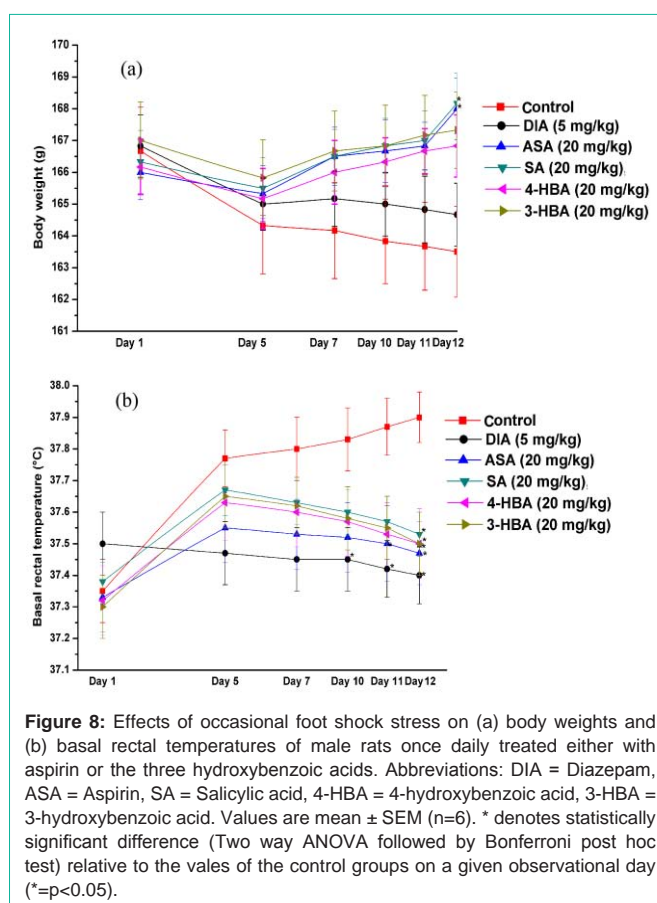 170
169
168
167
166
165
164
163
162
161
Body weight (g)
(a)
Control
DIA (5 mg/kg)
ASA (20 mg/kg)
SA (20 mg/kg)
4-HBA (20 mg/kg)
3-HBA (20 mg/kg)
*
*
Day 1 Day 5 Day 7 Day 10 Day 11 Day12
38.0
37.9
37.8
37.7
37.6
37.5
37.4
37.3
37.2
37.1
Basal rectal temperature (°C)
(b)
Control
DIA (5 mg/kg)
ASA (20 mg/kg)
SA (20 mg/kg)
4-HBA (20 mg/kg)
3-HBA (20 mg/kg)
*
*
*
*
*
*
*
Day 1 Day 5 Day 7 Day 10 Day 11 Day12
Figure 8: Effects of occasional foot shock stress on (a) body weights and
(b) basal rectal temperatures of male rats once daily treated either with
aspirin or the three hydroxybenzoic acids. Abbreviations: DIA = Diazepam,
ASA = Aspirin, SA = Salicylic acid, 4-HBA = 4-hydroxybenzoic acid, 3-HBA =
3-hydroxybenzoic acid. Values are mean ± SEM (n=6). * denotes statistically
significant difference (Two way ANOVA followed by Bonferroni post hoc
test) relative to the vales of the control groups on a given observational day
(*=p<0.05).